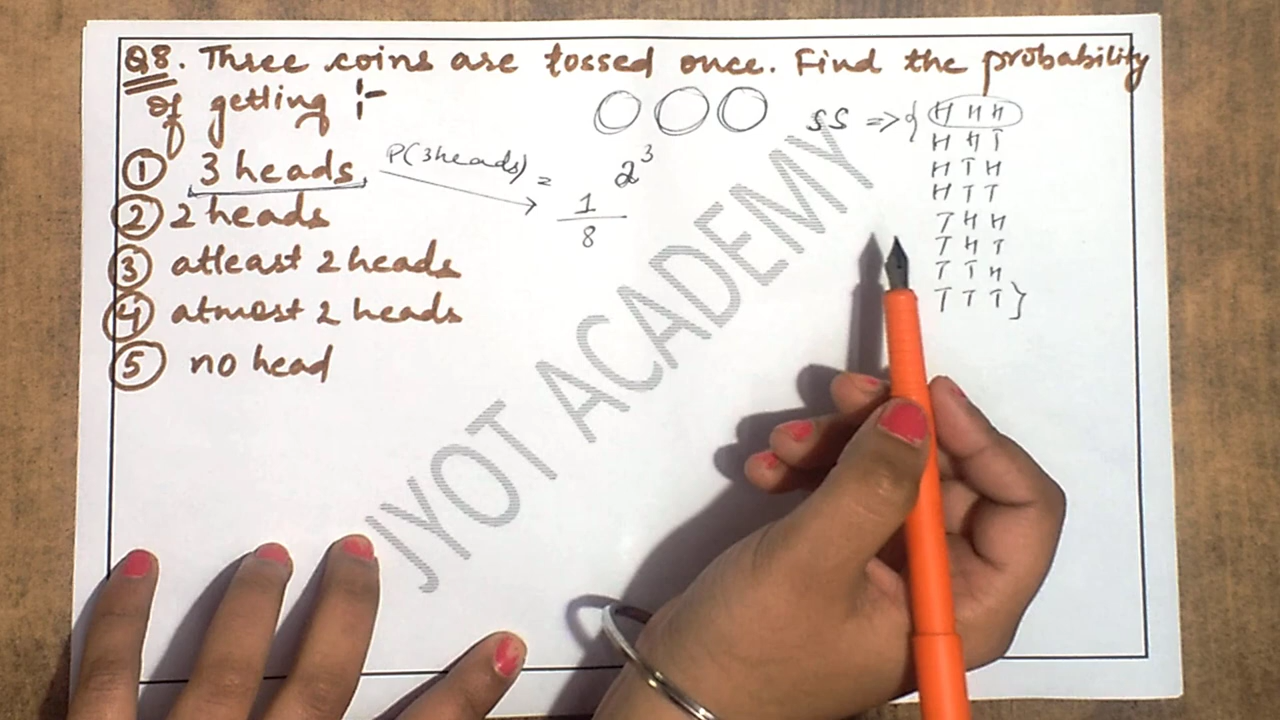 Q8. Three coins are tossed once. Find the probability
of getting :-
SS => { H H H
H H T
H T H
H T T
T H H
T H T
T T H
T T T }
① 3 heads P(3heads) = 1/8
2³
② 2 heads
③ atleast 2 heads
④ atmost 2 heads
⑤ no head
JYOT ACADEMY